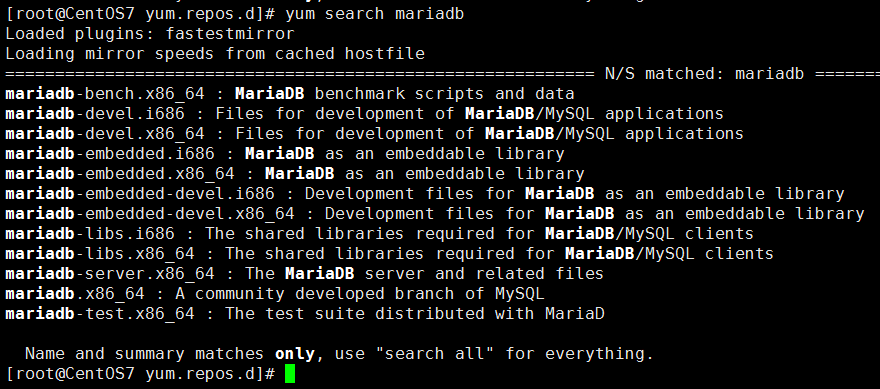 [root@CentOS7 yum.repos.d]# yum search mariadb
Loaded plugins: fastestmirror
Loading mirror speeds from cached hostfile
=========================================================== N/S matched: mariadb =======
mariadb-bench.x86_64 : MariaDB benchmark scripts and data
mariadb-devel.i686 : Files for development of MariaDB/MySQL applications
mariadb-devel.x86_64 : Files for development of MariaDB/MySQL applications
mariadb-embedded.i686 : MariaDB as an embeddable library
mariadb-embedded.x86_64 : MariaDB as an embeddable library
mariadb-embedded-devel.i686 : Development files for MariaDB as an embeddable library
mariadb-embedded-devel.x86_64 : Development files for MariaDB as an embeddable library
mariadb-libs.i686 : The shared libraries required for MariaDB/MySQL clients
mariadb-libs.x86_64 : The shared libraries required for MariaDB/MySQL clients
mariadb-server.x86_64 : The MariaDB server and related files
mariadb.x86_64 : A community developed branch of MySQL
mariadb-test.x86_64 : The test suite distributed with MariaD
Name and summary matches only, use "search all" for everything.
[root@CentOS7 yum.repos.d]#